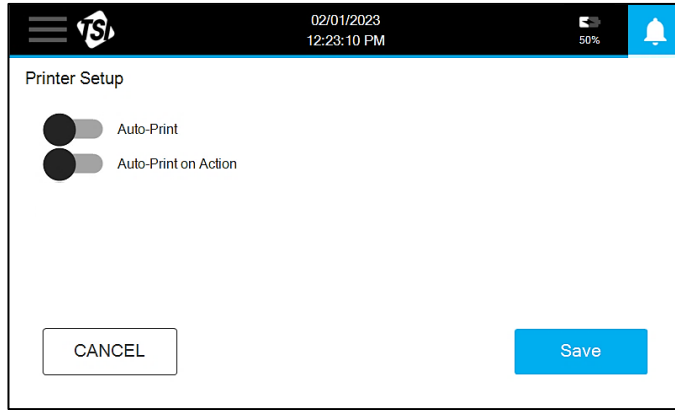 TSI
02/01/2023
12:23:10 PM
50%
Printer Setup
Auto-Print
Auto-Print on Action
CANCEL
Save